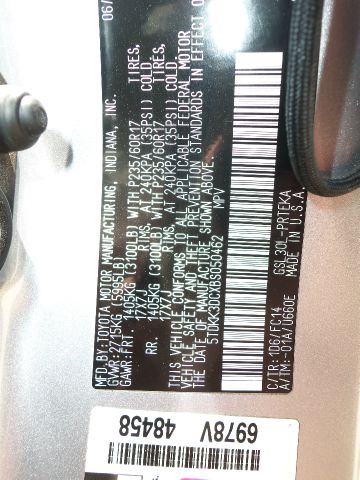 MFD. BY: TOYOTA MOTOR MANUFACTURING, INDIANA, INC. 06/
GVWR: 2715KG (5985LB)
GAWR: FRT. 1405KG (3100LB) WITH P235/60R17 TIRES,
17X7 RIMS, AT 240KPA (35PSI) COLD.
RR. 1405KG (3100LB) WITH P235/60R17 TIRES,
17X7 RIMS, AT 240KPA (35PSI) COLD.
THIS VEHICLE CONFORMS TO ALL APPLICABLE FEDERAL MOTOR
VEHICLE SAFETY AND THEFT PREVENTION STANDARDS IN EFFECT O
THE DATE OF MANUFACTURE SHOWN ABOVE.
5TDKK3DCXBS050462 MPV
C/TR: 1D6/FC14 GSL30L-PRTEKA
A/TM: -01A/U660E MADE IN U.S.A.
6978V
48458